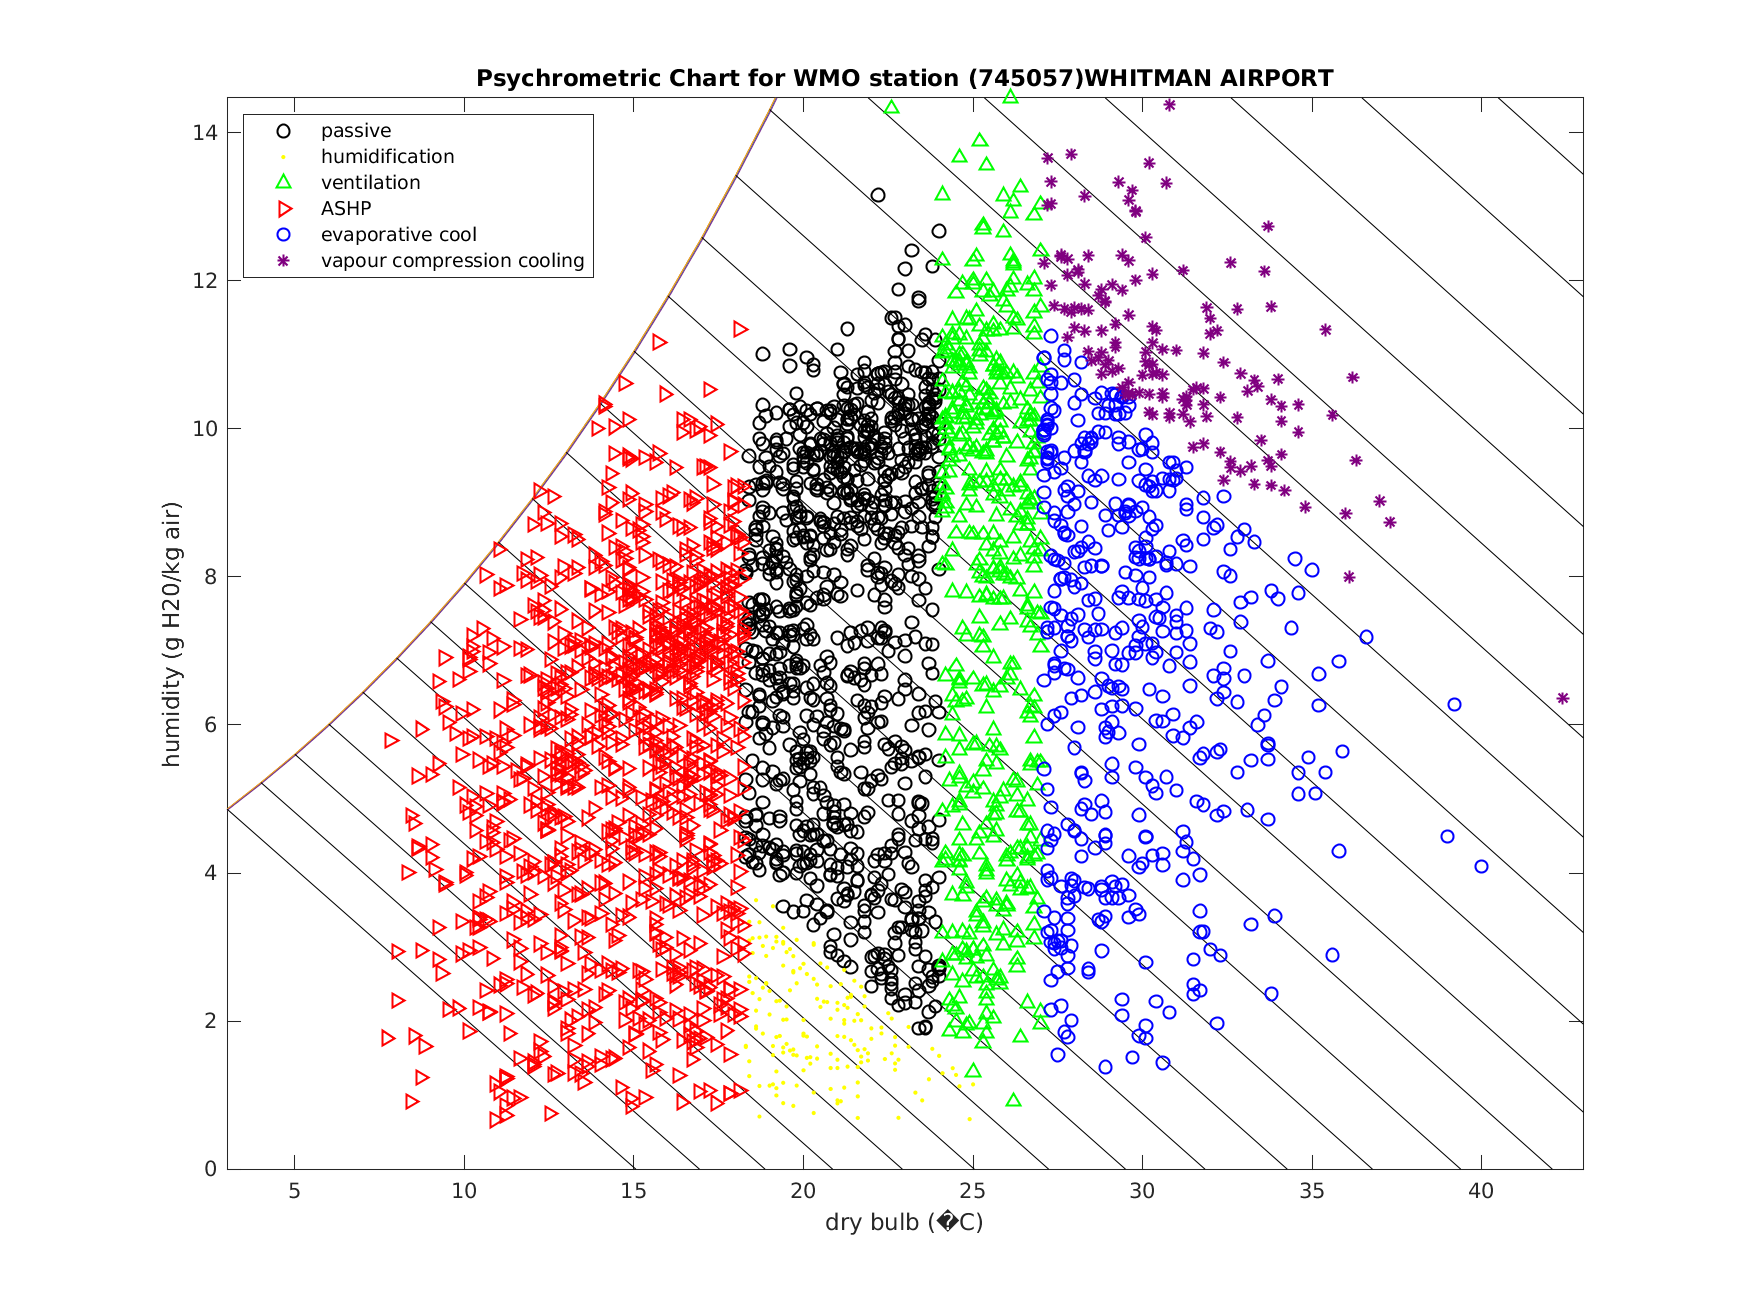 Psychrometric Chart for WMO station (745057)WHITMAN AIRPORT
passive
humidification
ventilation
ASHP
evaporative cool
vapour compression cooling
humidity (g H20/kg air)
14
12
10
8
6
4
2
0
5 10 15 20 25 30 35 40
dry bulb (�C)